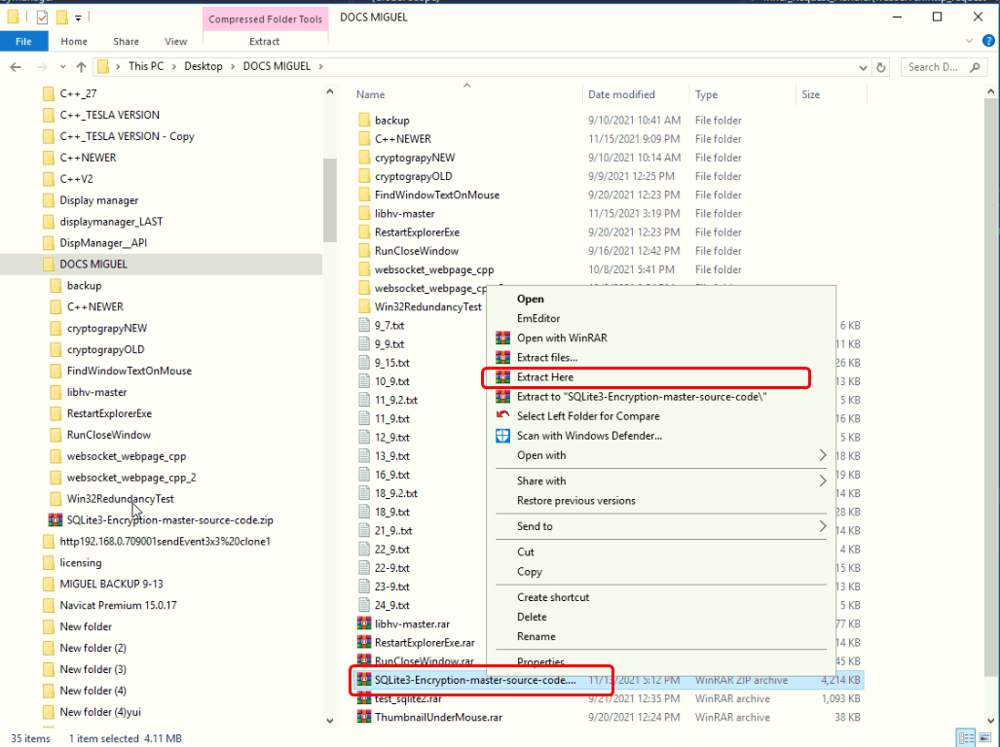 Compressed Folder Tools
DOCS MIGUEL
File
Home
Share
View
Extract
This PC
Desktop
DOCS MIGUEL
Search D...
C++_27
C++_TESLA VERSION
C++_TESLA VERSION - Copy
C++NEWER
C++V2
Display manager
displaymanager_LAST
DispManager__API
DOCS MIGUEL
backup
C++NEWER
cryptograpyNEW
cryptograpyOLD
FindWindowTextOnMouse
libhv-master
RestartExplorerExe
RunCloseWindow
websocket_webpage_cpp
websocket_webpage_cpp_2
Win32RedundancyTest
SQLite3-Encryption-master-source-code.zip
http192.168.0.709001sendEvent3x3%20clone1
licensing
MIGUEL BACKUP 9-13
Navicat Premium 15.0.17
New folder
New folder (2)
New folder (3)
New folder (4)
New folder (4)yui
Name Date modified Type Size
backup 9/10/2021 10:41 AM File folder
C++NEWER 11/15/2021 9:09 PM File folder
cryptograpyNEW 9/10/2021 10:14 AM File folder
cryptograpyOLD 9/9/2021 12:25 PM File folder
FindWindowTextOnMouse 9/20/2021 12:23 PM File folder
libhv-master 11/15/2021 3:19 PM File folder
RestartExplorerExe 9/20/2021 12:23 PM File folder
RunCloseWindow 9/16/2021 12:42 PM File folder
websocket_webpage_cpp 10/8/2021 5:41 PM File folder
websocket_webpage_cp
Win32RedundancyTest
9_7.txt 6 KB
9_9.txt 11 KB
9_15.txt 26 KB
10_9.txt 13 KB
11_9.2.txt 5 KB
11_9.txt 16 KB
12_9.txt 5 KB
13_9.txt 18 KB
16_9.txt 19 KB
18_9.2.txt 14 KB
18_9.txt 28 KB
21_9..txt 14 KB
22_9.txt 4 KB
22-9.txt 15 KB
23-9.txt 13 KB
24_9.txt 5 KB
libhv-master.rar 77 KB
RestartExplorerExe.rar 14 KB
RunCloseWindow.rar 45 KB
SQLite3-Encryption-master-source-code.... 11/13/2021 5:12 PM WinRAR ZIP archive 4,214 KB
test_sqlite2.rar 9/21/2021 12:35 PM WinRAR archive 1,093 KB
ThumbnailUnderMouse.rar 9/20/2021 12:24 PM WinRAR archive 38 KB
Open
EmEditor
Open with WinRAR
Extract files...
Extract Here
Extract to "SQLite3-Encryption-master-source-code\"
Select Left Folder for Compare
Scan with Windows Defender...
Open with
Share with
Restore previous versions
Send to
Cut
Copy
Create shortcut
Delete
Rename
Properties
35 items 1 item selected 4.11 MB